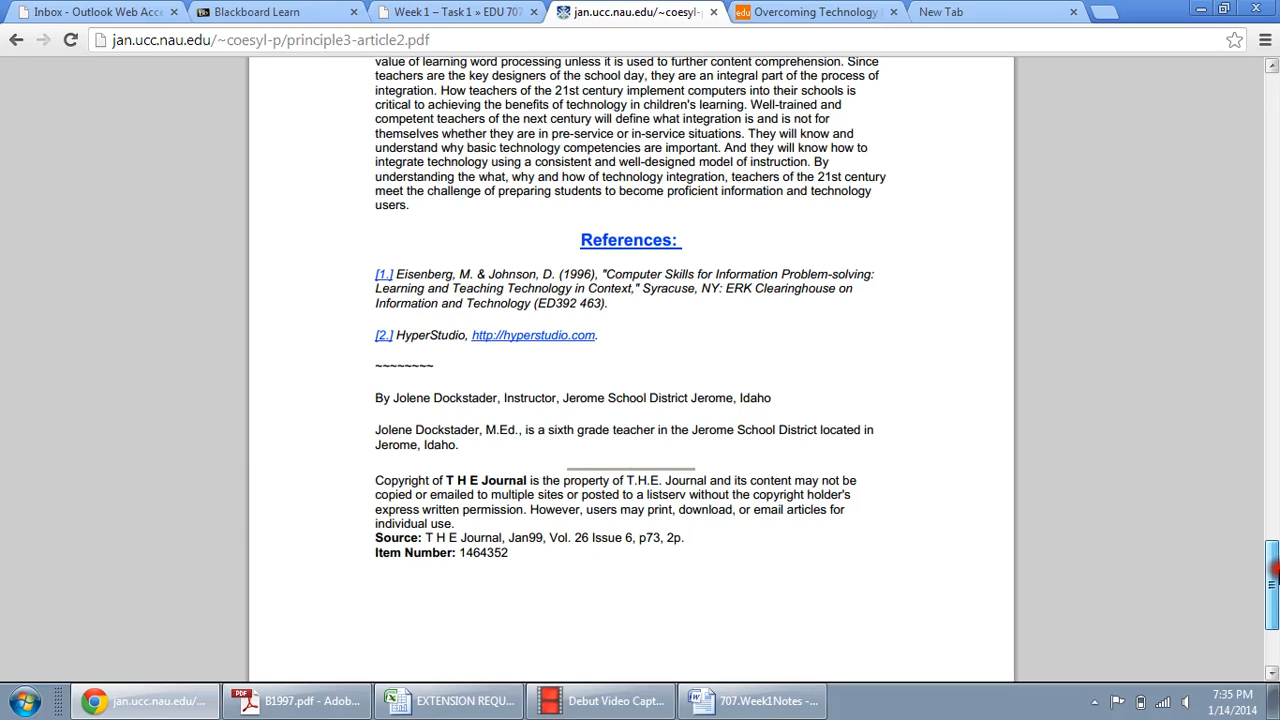 Inbox - Outlook Web Acce
Blackboard Learn
Week 1 – Task 1 » EDU 707
jan.ucc.nau.edu/~coesyl-p
Overcoming Technology
New Tab
jan.ucc.nau.edu/~coesyl-p/principle3-article2.pdf
value of learning word processing unless it is used to further content comprehension. Since
teachers are the key designers of the school day, they are an integral part of the process of
integration. How teachers of the 21st century implement computers into their schools is
critical to achieving the benefits of technology in children's learning. Well-trained and
competent teachers of the next century will define what integration is and is not for
themselves whether they are in pre-service or in-service situations. They will know and
understand why basic technology competencies are important. And they will know how to
integrate technology using a consistent and well-designed model of instruction. By
understanding the what, why and how of technology integration, teachers of the 21st century
meet the challenge of preparing students to become proficient information and technology
users.
References:
[1.] Eisenberg, M. & Johnson, D. (1996), "Computer Skills for Information Problem-solving:
Learning and Teaching Technology in Context," Syracuse, NY: ERK Clearinghouse on
Information and Technology (ED392 463).
[2.] HyperStudio, http://hyperstudio.com.
~~~~~~~~
By Jolene Dockstader, Instructor, Jerome School District Jerome, Idaho
Jolene Dockstader, M.Ed., is a sixth grade teacher in the Jerome School District located in
Jerome, Idaho.
Copyright of T H E Journal is the property of T.H.E. Journal and its content may not be
copied or emailed to multiple sites or posted to a listserv without the copyright holder's
express written permission. However, users may print, download, or email articles for
individual use.
Source: T H E Journal, Jan99, Vol. 26 Issue 6, p73, 2p.
Item Number: 1464352
jan.ucc.nau.edu/~...
B1997.pdf - Adob...
EXTENSION REQU...
Debut Video Capt...
707.Week1Notes -...
7:35 PM
1/14/2014